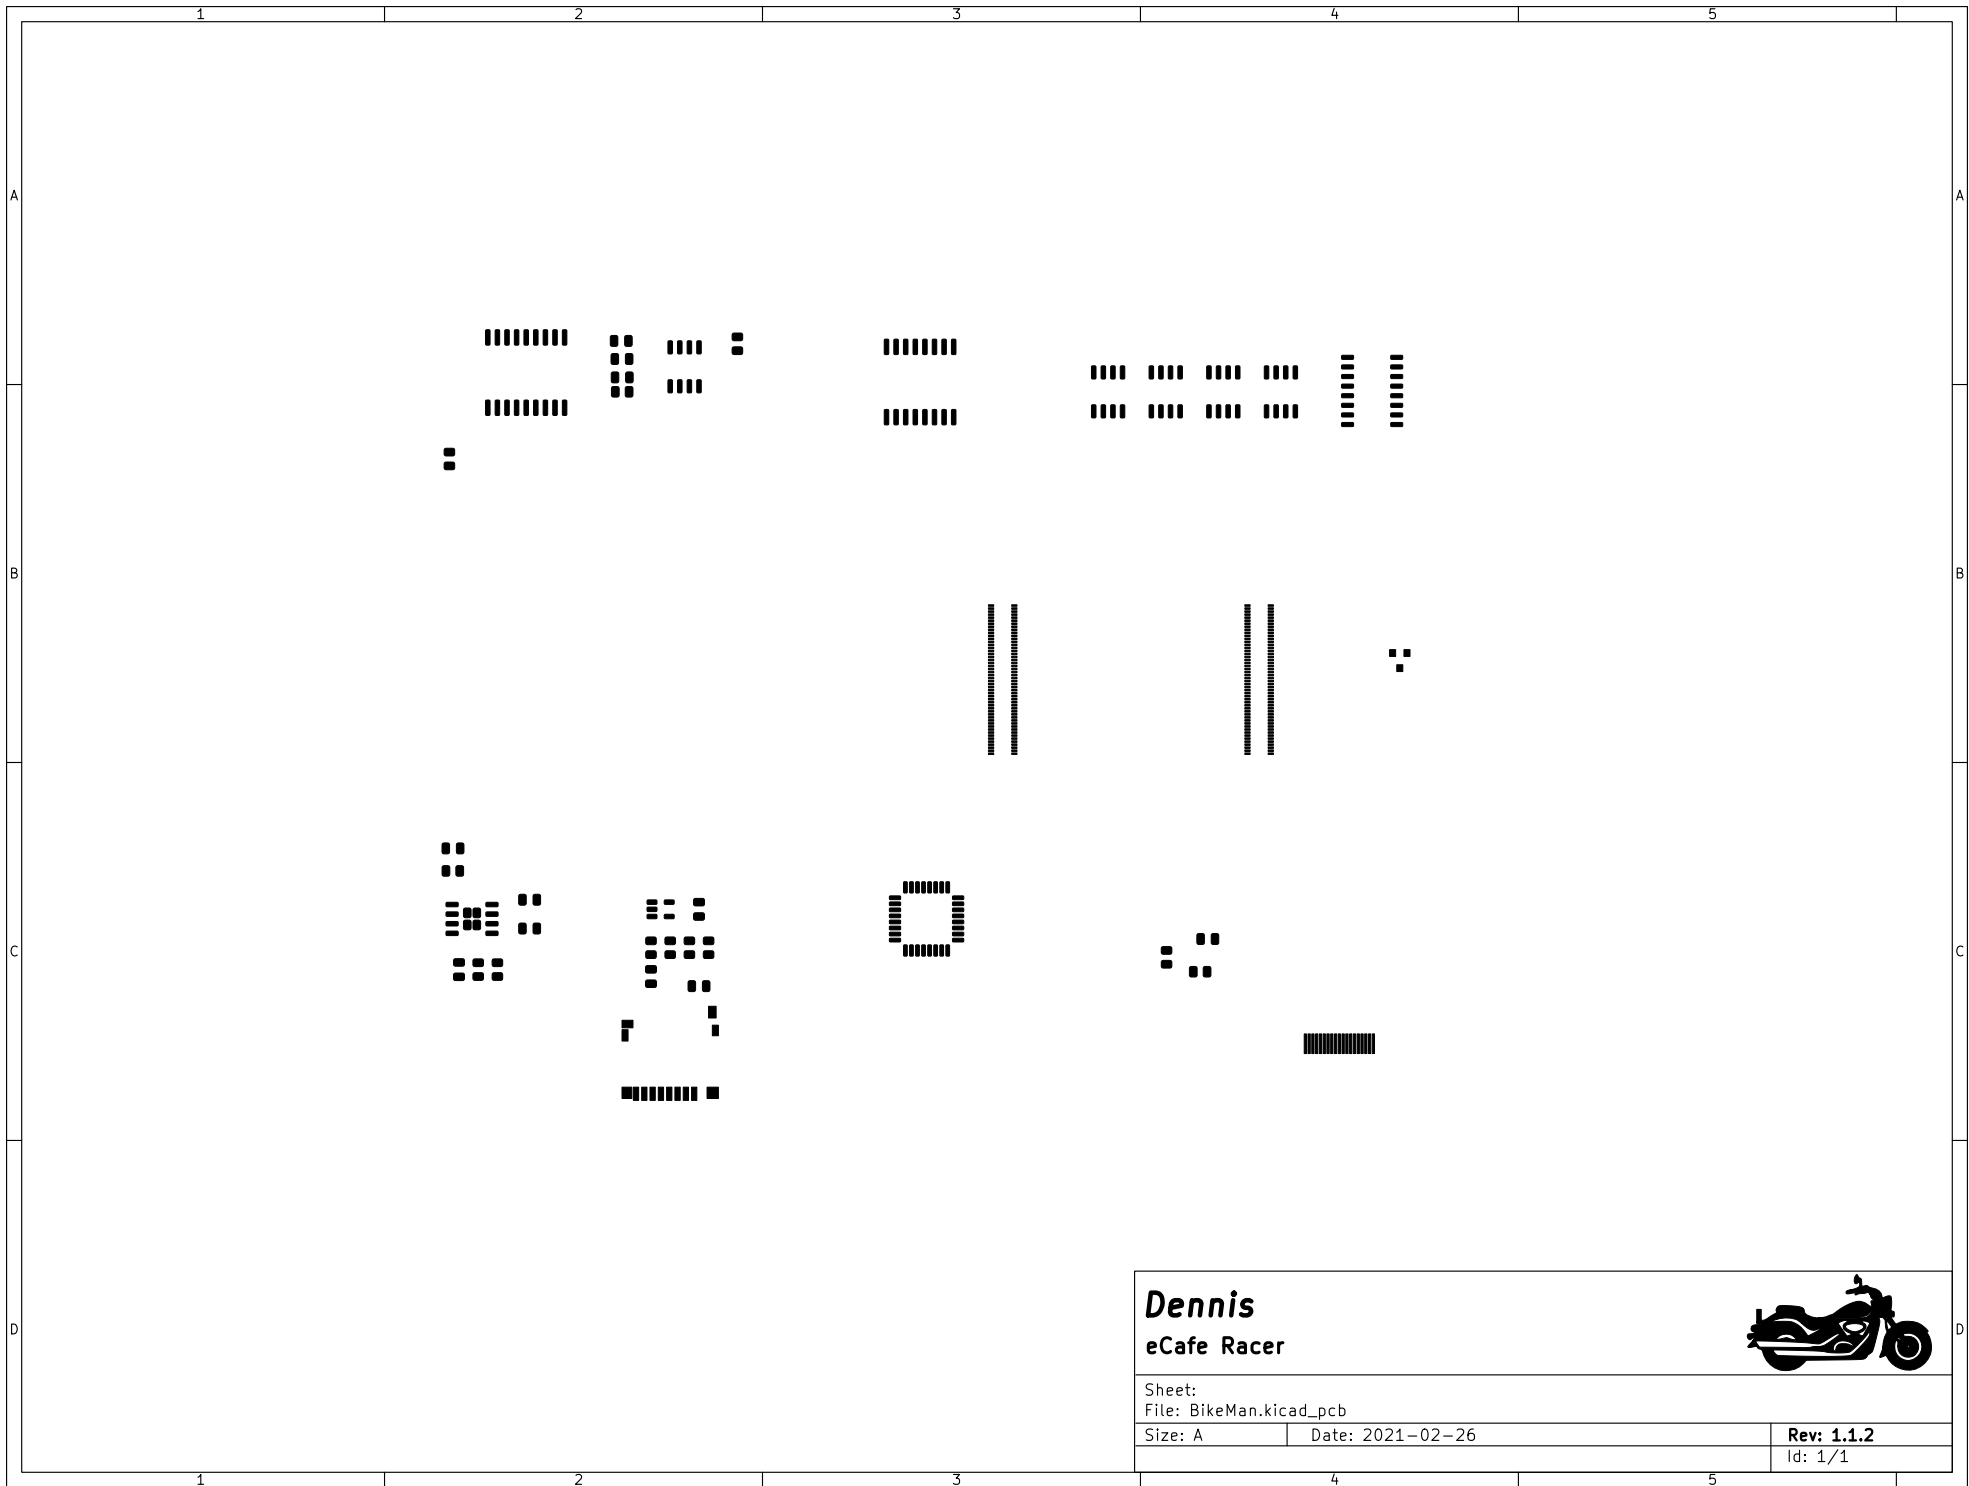 1 2 3 4 5
A A
B B
C C
D D
Dennis
eCafe Racer
Sheet:
File: BikeMan.kicad_pcb
Size: A Date: 2021-02-26 Rev: 1.1.2
Id: 1/1
1 2 3 4 5